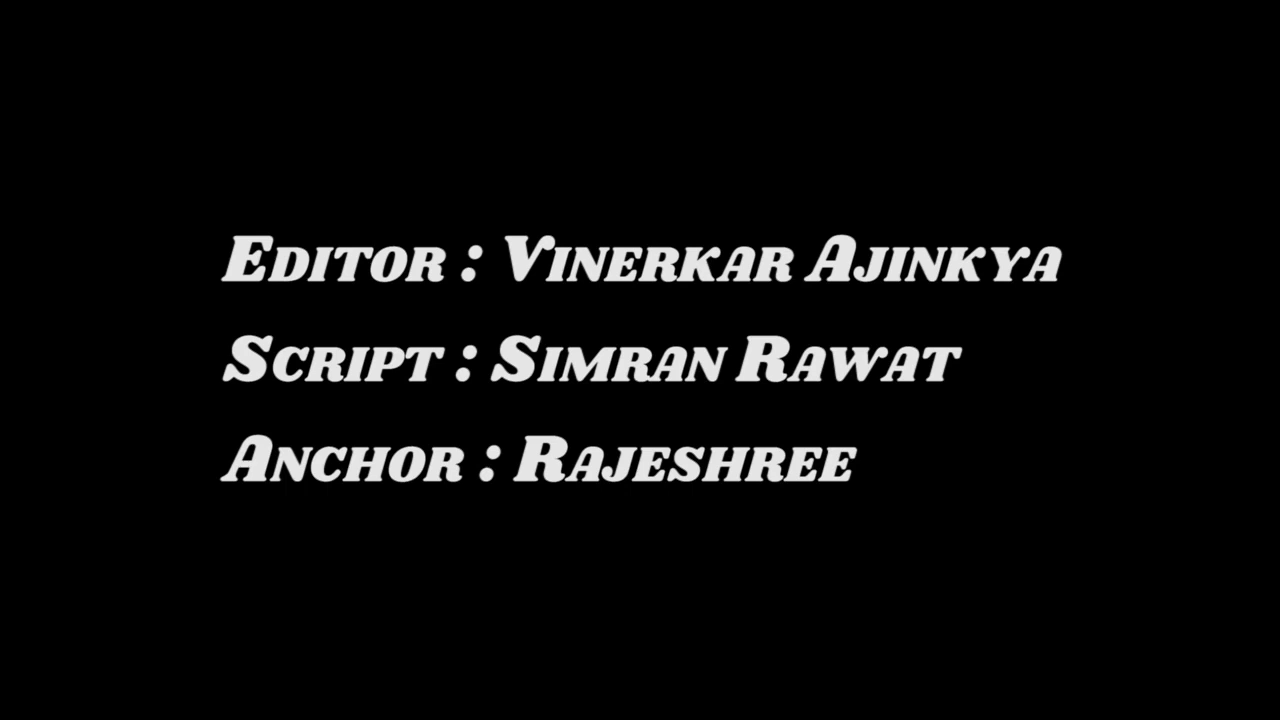 Editor : Vinerkar Ajinkya
Script : Simran Rawat
Anchor : Rajeshree